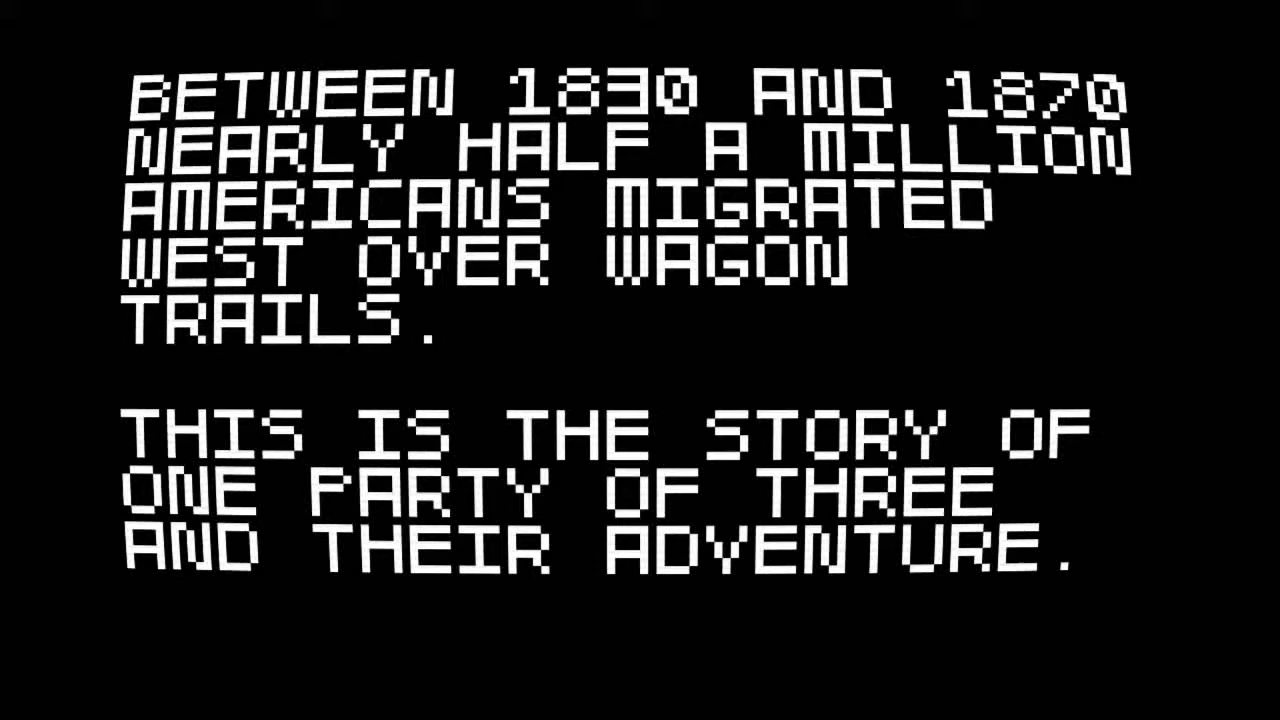 BETWEEN 1830 AND 1870
NEARLY HALF A MILLION
AMERICANS MIGRATED
WEST OVER WAGON
TRAILS.
THIS IS THE STORY OF
ONE PARTY OF THREE
AND THEIR ADVENTURE.